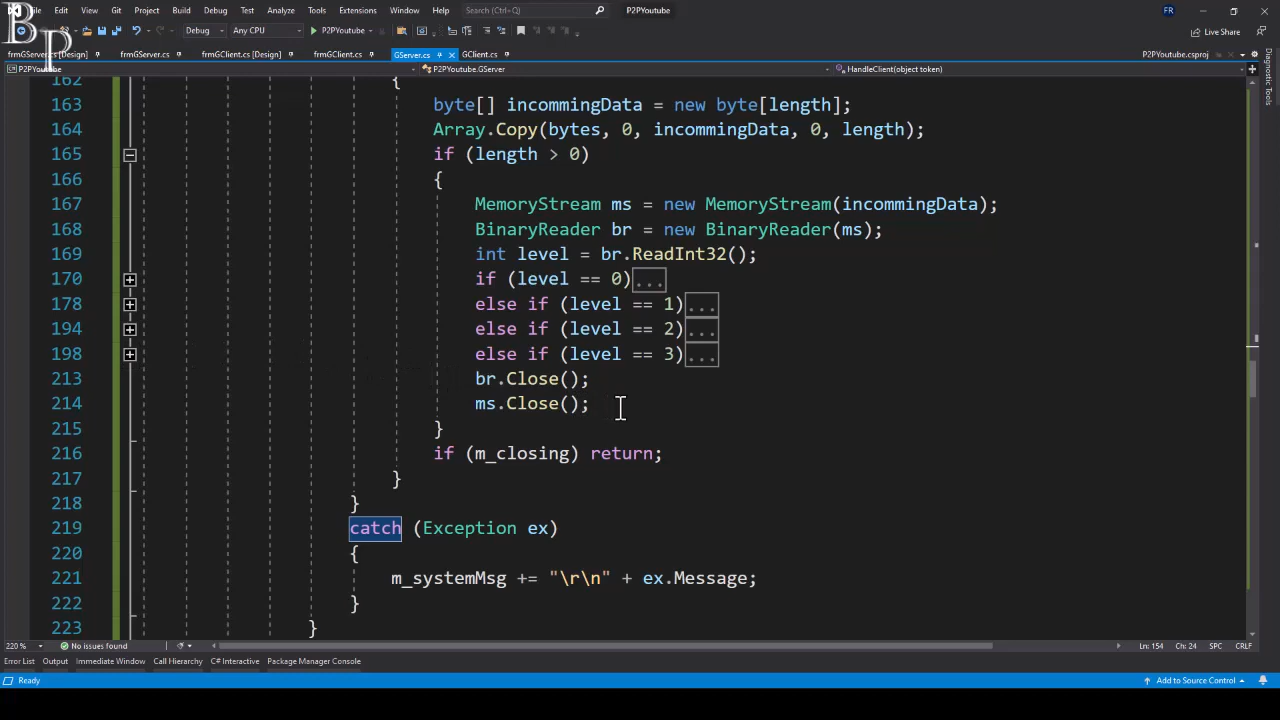 File Edit View Git Project Build Debug Test Analyze Tools Extensions Window Help Search (Ctrl+Q) P2PYoutube FR
BP
Debug Any CPU P2PYoutube Live Share
frmGServer.cs [Design] frmGServer.cs frmGClient.cs [Design] frmGClient.cs GServer.cs GClient.cs P2PYoutube.csproj
P2PYoutube P2PYoutube.GServer HandleClient(object token)
Diagnostic Tools
162 {
163 byte[] incommingData = new byte[length];
164 Array.Copy(bytes, 0, incommingData, 0, length);
165 if (length > 0)
166 {
167 MemoryStream ms = new MemoryStream(incommingData);
168 BinaryReader br = new BinaryReader(ms);
169 int level = br.ReadInt32();
170 if (level == 0)...
178 else if (level == 1)...
194 else if (level == 2)...
198 else if (level == 3)...
213 br.Close();
214 ms.Close();
215 }
216 if (m_closing) return;
217 }
218 }
219 catch (Exception ex)
220 {
221 m_systemMsg += "\r\n" + ex.Message;
222 }
223 }
220 % No issues found Ln: 154 Ch: 24 SPC CRLF
Error List Output Immediate Window Call Hierarchy C# Interactive Package Manager Console
Ready Add to Source Control